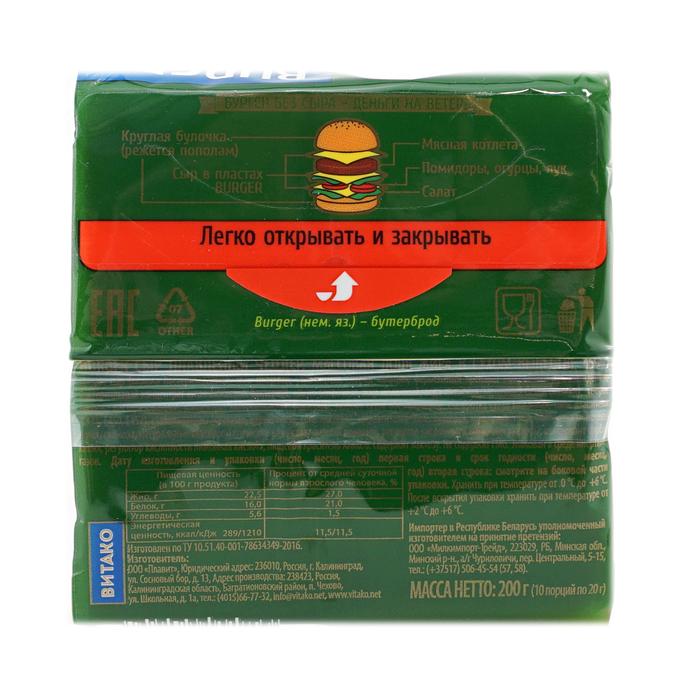 BURGER
БУРГЕР БЕЗ СЫРА - ДЕНЬГИ НА ВЕТЕР
Круглая булочка
(режется пополам)
Сыр в пластах
BURGER
Мясная котлета
Помидоры, огурцы, лук
Салат
Легко открывать и закрывать
EAC
07
OTHER
Burger (нем. яз.) – бутерброд
газом. Дату изготовления и упаковки (число, месяц, год) первая строка и срок годности (число, месяц,
год) вторая строка: смотрите на боковой части
упаковки. Хранить при температуре от 0 °С до +6 °С.
После вскрытия упаковки хранить при температуре от
+2 °С до +6 °С.
Пищевая ценность
(в 100 г продукта)
Процент от средней суточной
нормы взрослого человека, %
Жир, г 22,5 27,0
Белок, г 16,0 21,0
Углеводы, г 5,6 1,5
Энергетическая
ценность, ккал/кДж 289/1210 11,5/11,5
Изготовлен по ТУ 10.51.40-001-78634349-2016.
Изготовитель:
ООО «Плавыч», Юридический адрес: 236010, Россия, г. Калининград,
ул. Сосновый бор, д. 13, Адрес производства: 238423, Россия,
Калининградская область, Багратионовский район, п. Чехово,
ул. Школьная, д. 1а, тел.: (4015)66-77-32, info@vitako.net, www.vitako.net
ВИТАКО
Импортер в Республике Беларусь уполномоченный
изготовителем на принятие претензий:
ООО «Милкимпорт-Трейд», 223029, РБ, Минская обл.,
Минский р-н., а/г Чуриловичи, пер. Центральный, 5-15,
тел.: (+37517) 506-45-54 (57, 58).
МАССА НЕТТО: 200 г (10 порций по 20 г)